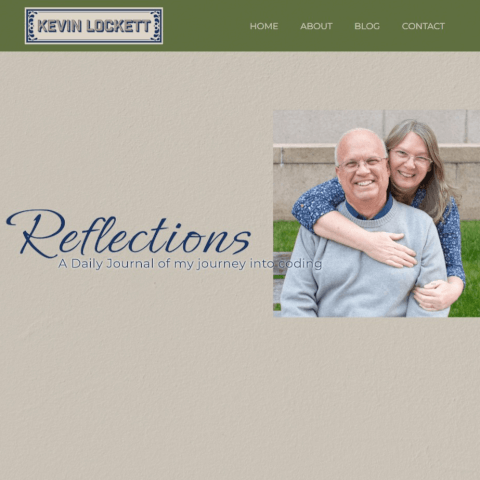 KEVIN LOCKETT
HOME ABOUT BLOG CONTACT
Reflections
A Daily Journal of my journey into coding